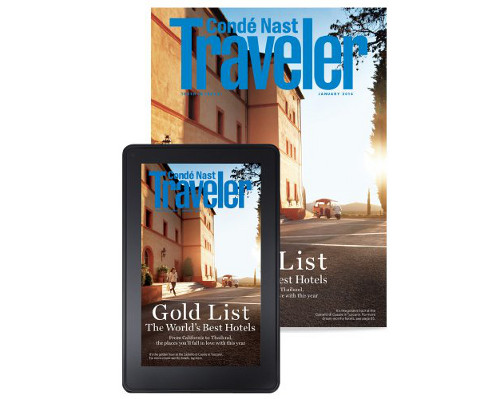 Condé Nast
Traveler
JANUARY 2016
List
est Hotels
Thailand,
love with this year
Condé Nast
Traveler
Gold List
The World's Best Hotels
From California to Thailand,
the places you'll fall in love with this year